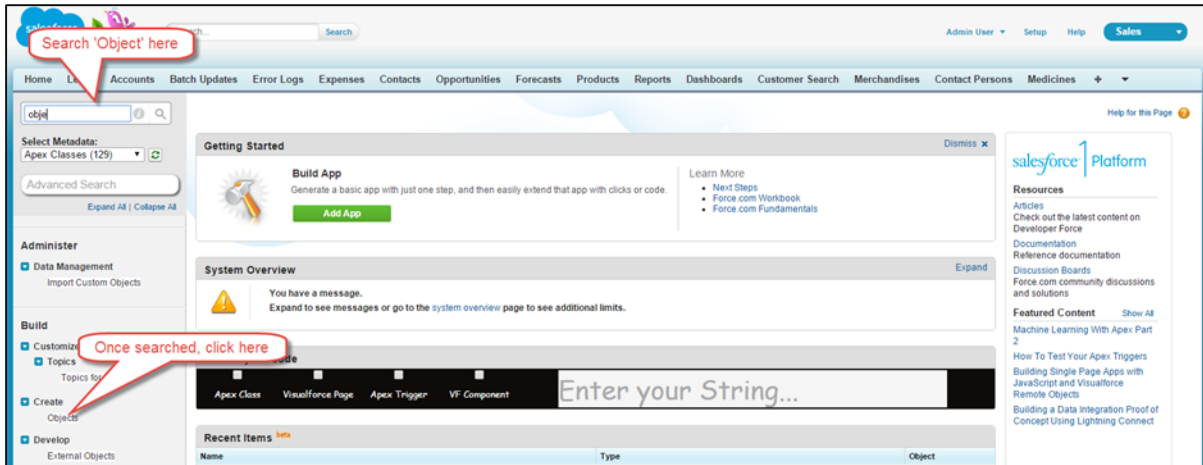 salesforce
Search 'Object' here
Search
Admin User
Setup
Help
Sales
Home
Accounts
Batch Updates
Error Logs
Expenses
Contacts
Opportunities
Forecasts
Products
Reports
Dashboards
Customer Search
Merchandises
Contact Persons
Medicines
+
obje
Help for this Page
Select Metadata:
Apex Classes (129)
Advanced Search
Expand All | Collapse All
Administer
Data Management
Import Custom Objects
Build
Customize
Topics
Topics for
Once searched, click here
Create
Objects
Develop
External Objects
Getting Started
Dismiss x
Build App
Generate a basic app with just one step, and then easily extend that app with clicks or code.
Add App
Learn More
Next Steps
Force.com Workbook
Force.com Fundamentals
System Overview
Expand
You have a message.
Expand to see messages or go to the system overview page to see additional limits.
Apex Class
Visualforce Page
Apex Trigger
VF Component
Enter your String...
Recent Items beta
Name
Type
Object
salesforce1 Platform
Resources
Articles
Check out the latest content on
Developer Force
Documentation
Reference documentation
Discussion Boards
Force.com community discussions
and solutions
Featured Content
Show All
Machine Learning With Apex Part
2
How To Test Your Apex Triggers
Building Single Page Apps with
JavaScript and Visualforce
Remote Objects
Building a Data Integration Proof of
Concept Using Lightning Connect